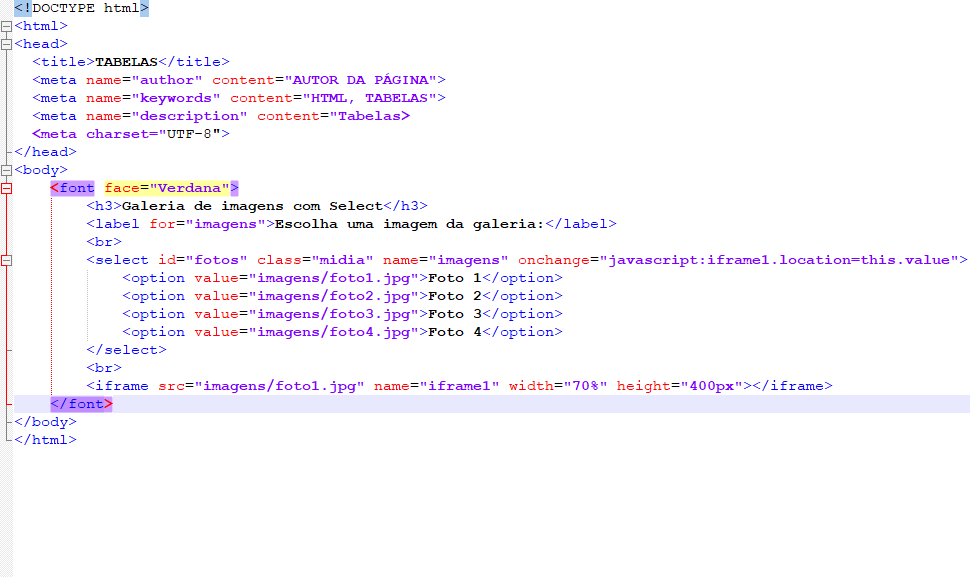 <!DOCTYPE html>
<html>
<head>
<title>TABELAS</title>
<meta name="author" content="AUTOR DA PÁGINA">
<meta name="keywords" content="HTML, TABELAS">
<meta name="description" content="Tabelas>
<meta charset="UTF-8">
</head>
<body>
<font face="Verdana">
<h3>Galeria de imagens com Select</h3>
<label for="imagens">Escolha uma imagem da galeria:</label>
<br>
<select id="fotos" class="midia" name="imagens" onchange="javascript:iframe1.location=this.value">
<option value="imagens/foto1.jpg">Foto 1</option>
<option value="imagens/foto2.jpg">Foto 2</option>
<option value="imagens/foto3.jpg">Foto 3</option>
<option value="imagens/foto4.jpg">Foto 4</option>
</select>
<br>
<iframe src="imagens/foto1.jpg" name="iframe1" width="70%" height="400px"></iframe>
</font>
</body>
</html>